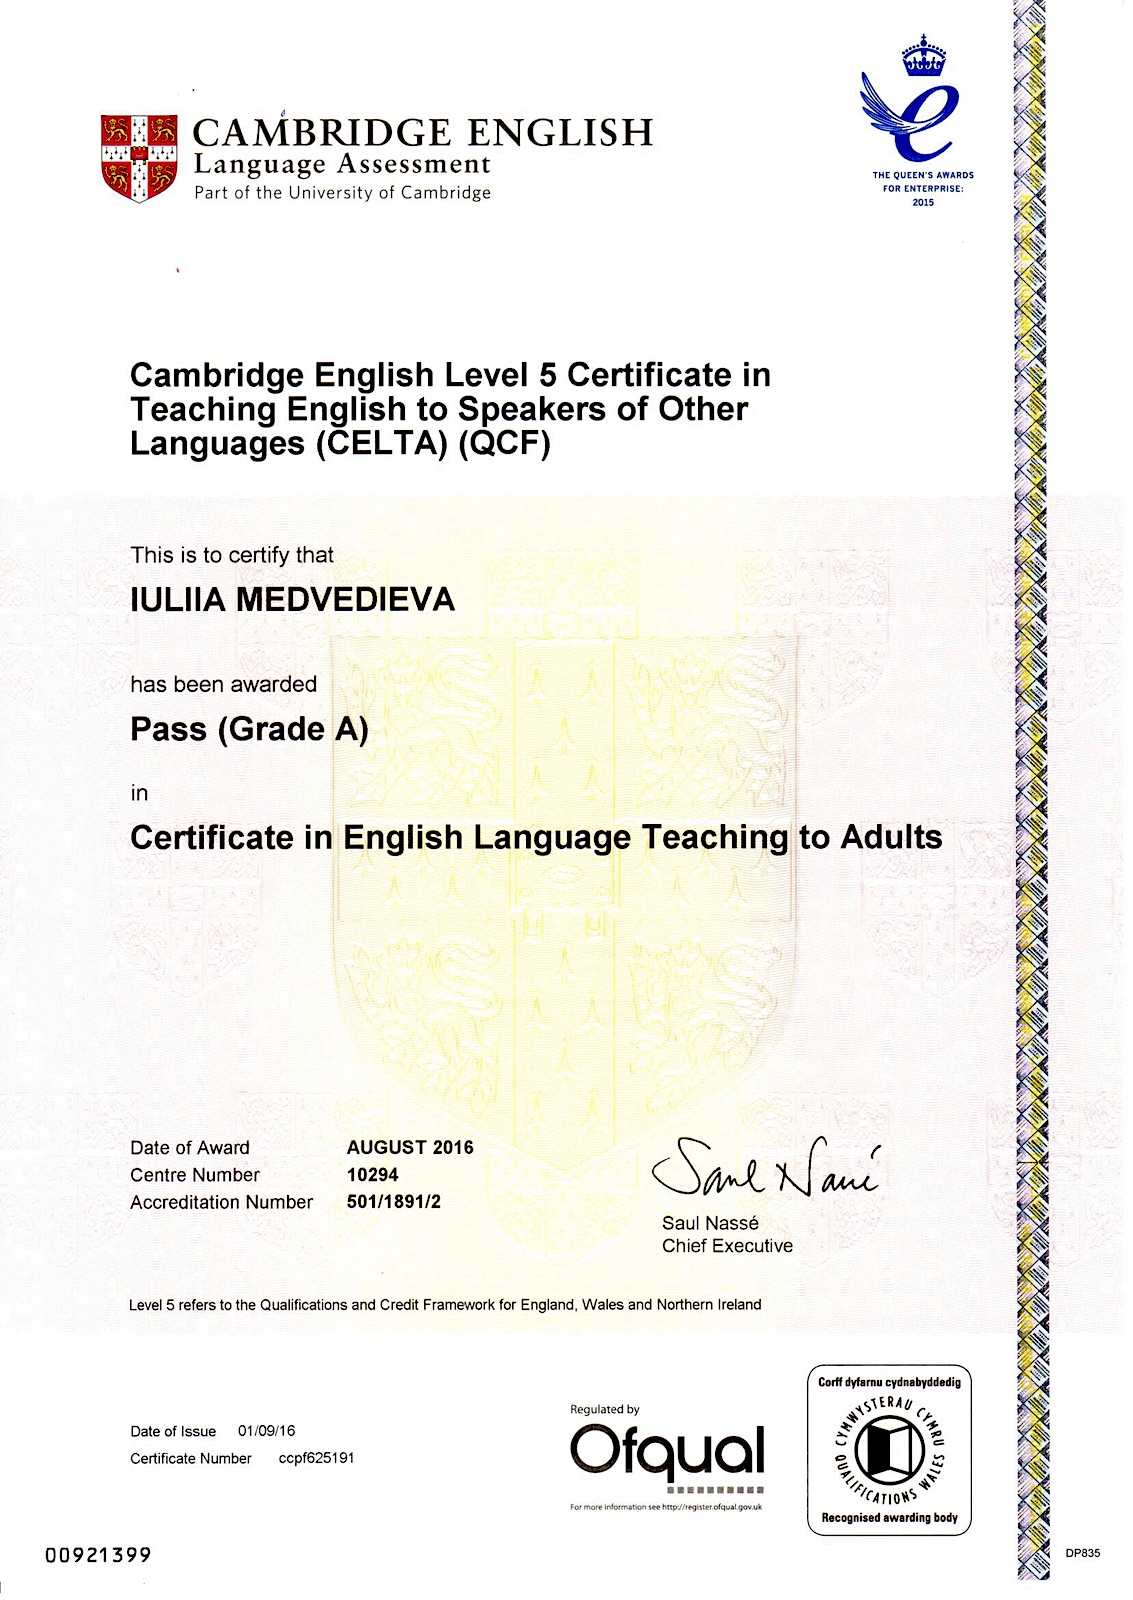 CAMBRIDGE ENGLISH
Language Assessment
Part of the University of Cambridge
THE QUEEN'S AWARDS
FOR ENTERPRISE:
2015
Cambridge English Level 5 Certificate in
Teaching English to Speakers of Other
Languages (CELTA) (QCF)
This is to certify that
IULIIA MEDVEDIEVA
has been awarded
Pass (Grade A)
in
Certificate in English Language Teaching to Adults
Date of Award AUGUST 2016
Centre Number 10294
Accreditation Number 501/1891/2
Saul Nassé
Saul Nassé
Chief Executive
Level 5 refers to the Qualifications and Credit Framework for England, Wales and Northern Ireland
Date of Issue 01/09/16
Certificate Number ccpf625191
Regulated by
Ofqual
For more information see http://register.ofqual.gov.uk
Corff dyfarnu cydnabyddedig
CYMWYSTERAU CYMRU
QUALIFICATIONS WALES
Recognised awarding body
00921399
DP835